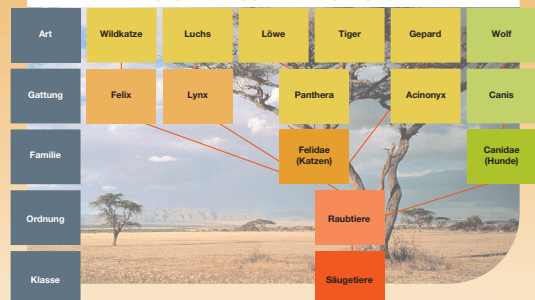 Art Wildkatze Luchs Löwe Tiger Gepard Wolf
Gattung Felix Lynx Panthera Acinonyx Canis
Familie Felidae (Katzen) Canidae (Hunde)
Ordnung Raubtiere
Klasse Säugetiere